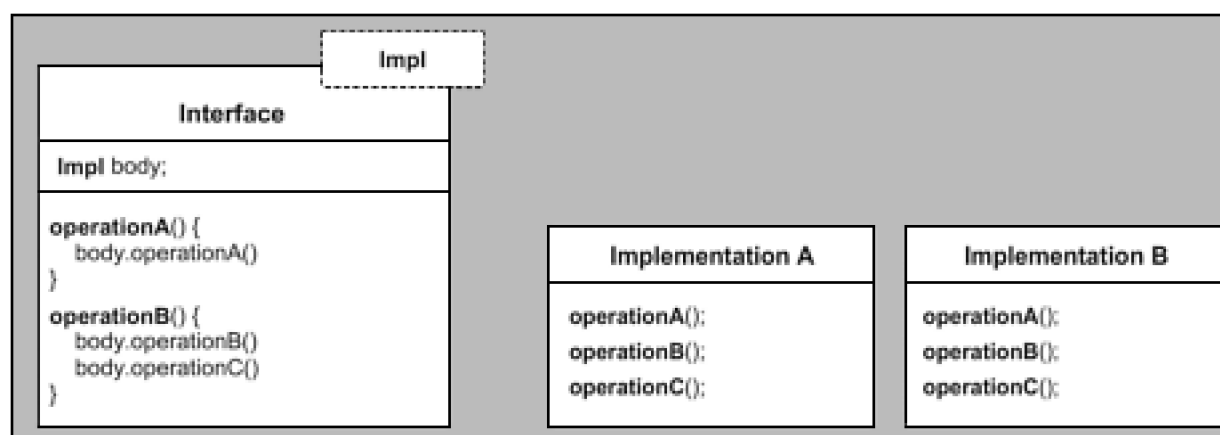 Impl
Interface
Impl body;
operationA() {
body.operationA()
}
operationB() {
body.operationB()
body.operationC()
}
Implementation A
operationA();
operationB();
operationC();
Implementation B
operationA();
operationB();
operationC();